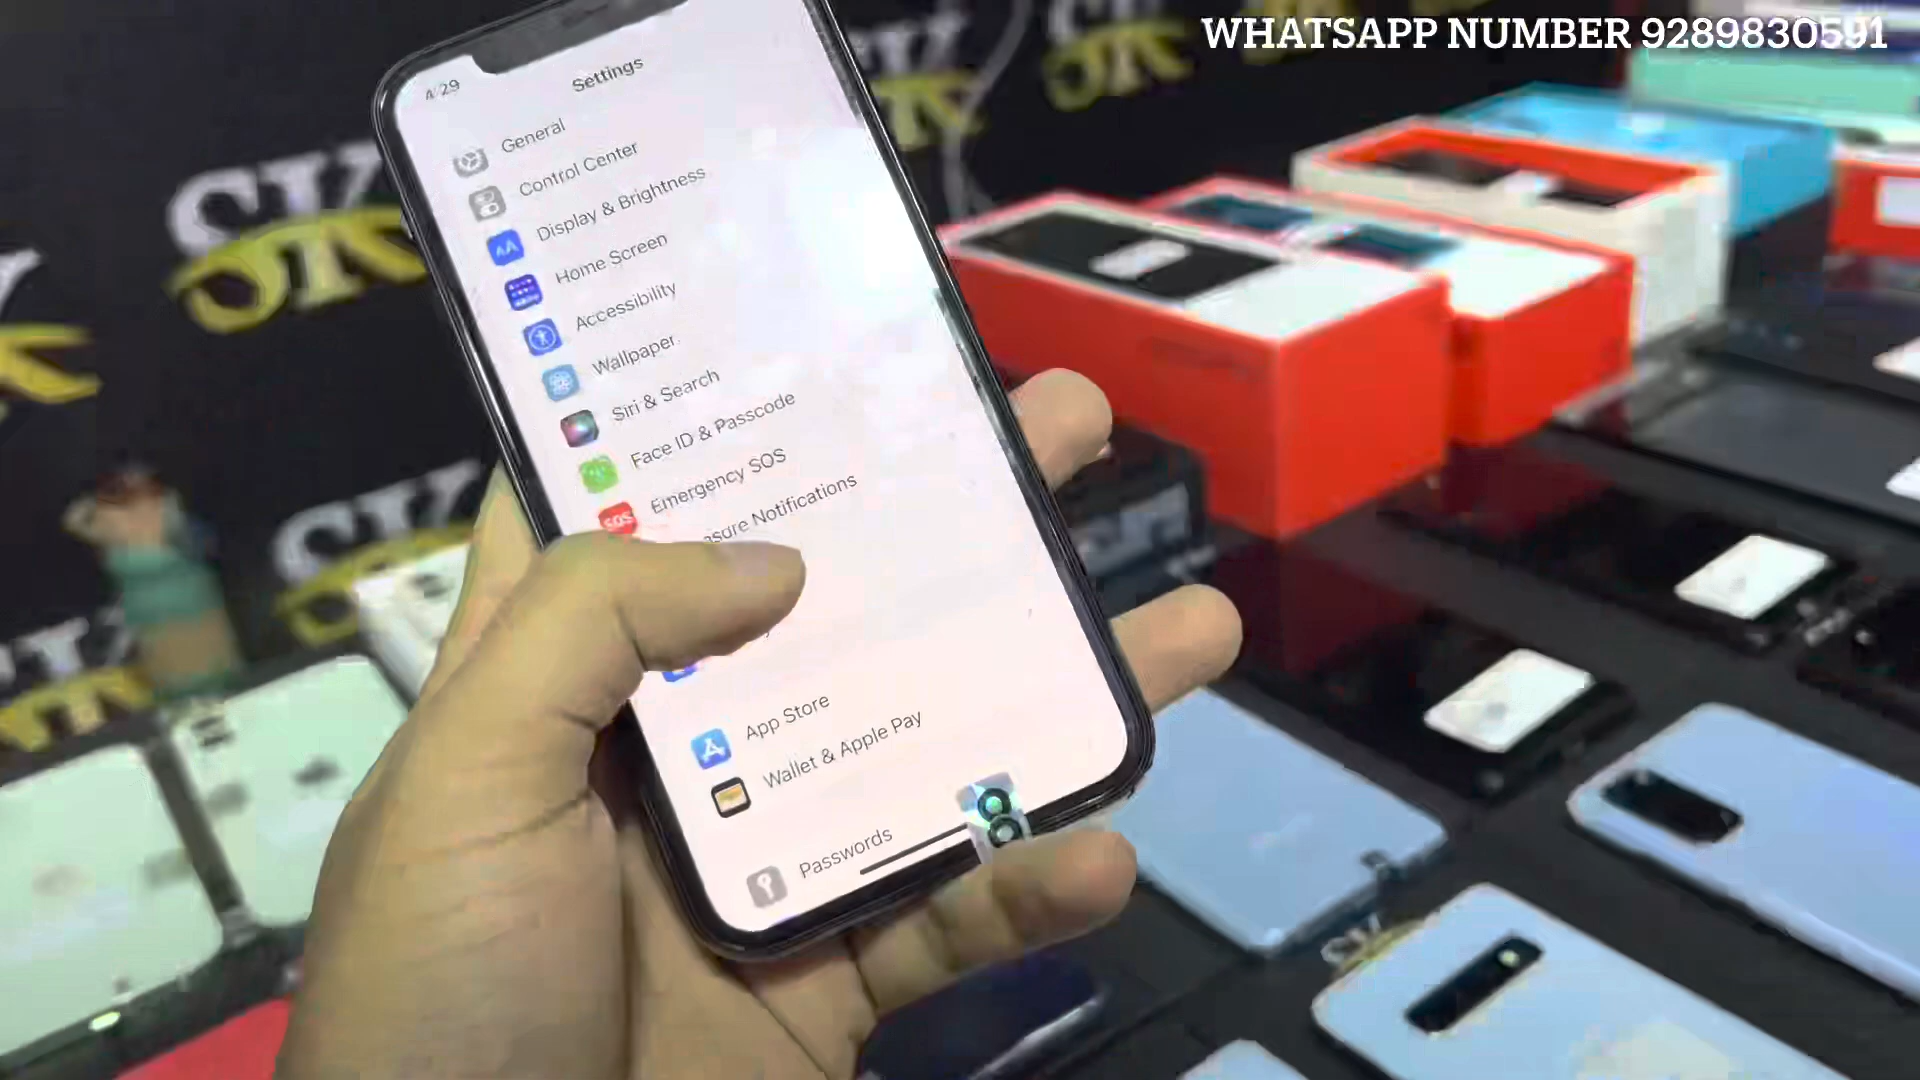 WHATSAPP NUMBER 9289830591
4:29
Settings
General
Control Center
Display & Brightness
AA
Home Screen
Accessibility
Wallpaper
Siri & Search
Face ID & Passcode
SOS
Emergency SOS
Notifications
App Store
Wallet & Apple Pay
Passwords